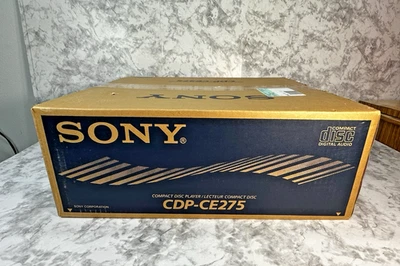 SONY®
COMPACT
disc
DIGITAL AUDIO
COMPACT DISC PLAYER / LECTEUR COMPACT DISC
CDP-CE275
SONY CORPORATION